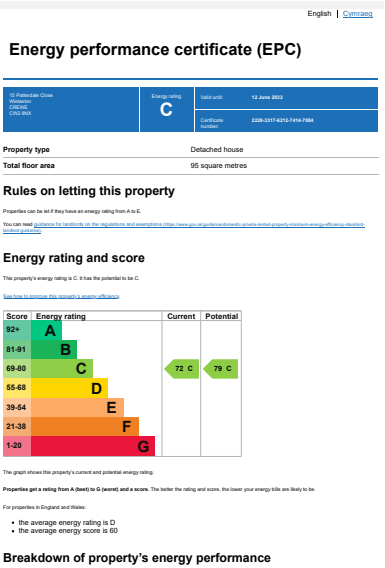 English | Cymraeg
Energy performance certificate (EPC)
15 Patterdale Close
Wistaston
CREWE
CW2 8NX
Energy rating
C
Valid until: 12 June 2033
Certificate number: 2228-3317-6212-7414-7504
Property type Detached house
Total floor area 95 square metres
Rules on letting this property
Properties can be let if they have an energy rating from A to E.
You can read guidance for landlords on the regulations and exemptions (https://www.gov.uk/guidance/domestic-private-rented-property-minimum-energy-efficiency-standard-
landlord-guidance).
Energy rating and score
This property's energy rating is C. It has the potential to be C.
See how to improve this property's energy efficiency.
Score Energy rating Current Potential
92+ A
81-91 B
69-80 C 72 C 79 C
55-68 D
39-54 E
21-38 F
1-20 G
The graph shows this property's current and potential energy rating.
Properties get a rating from A (best) to G (worst) and a score. The better the rating and score, the lower your energy bills are likely to be.
For properties in England and Wales:
• the average energy rating is D
• the average energy score is 60
Breakdown of property's energy performance